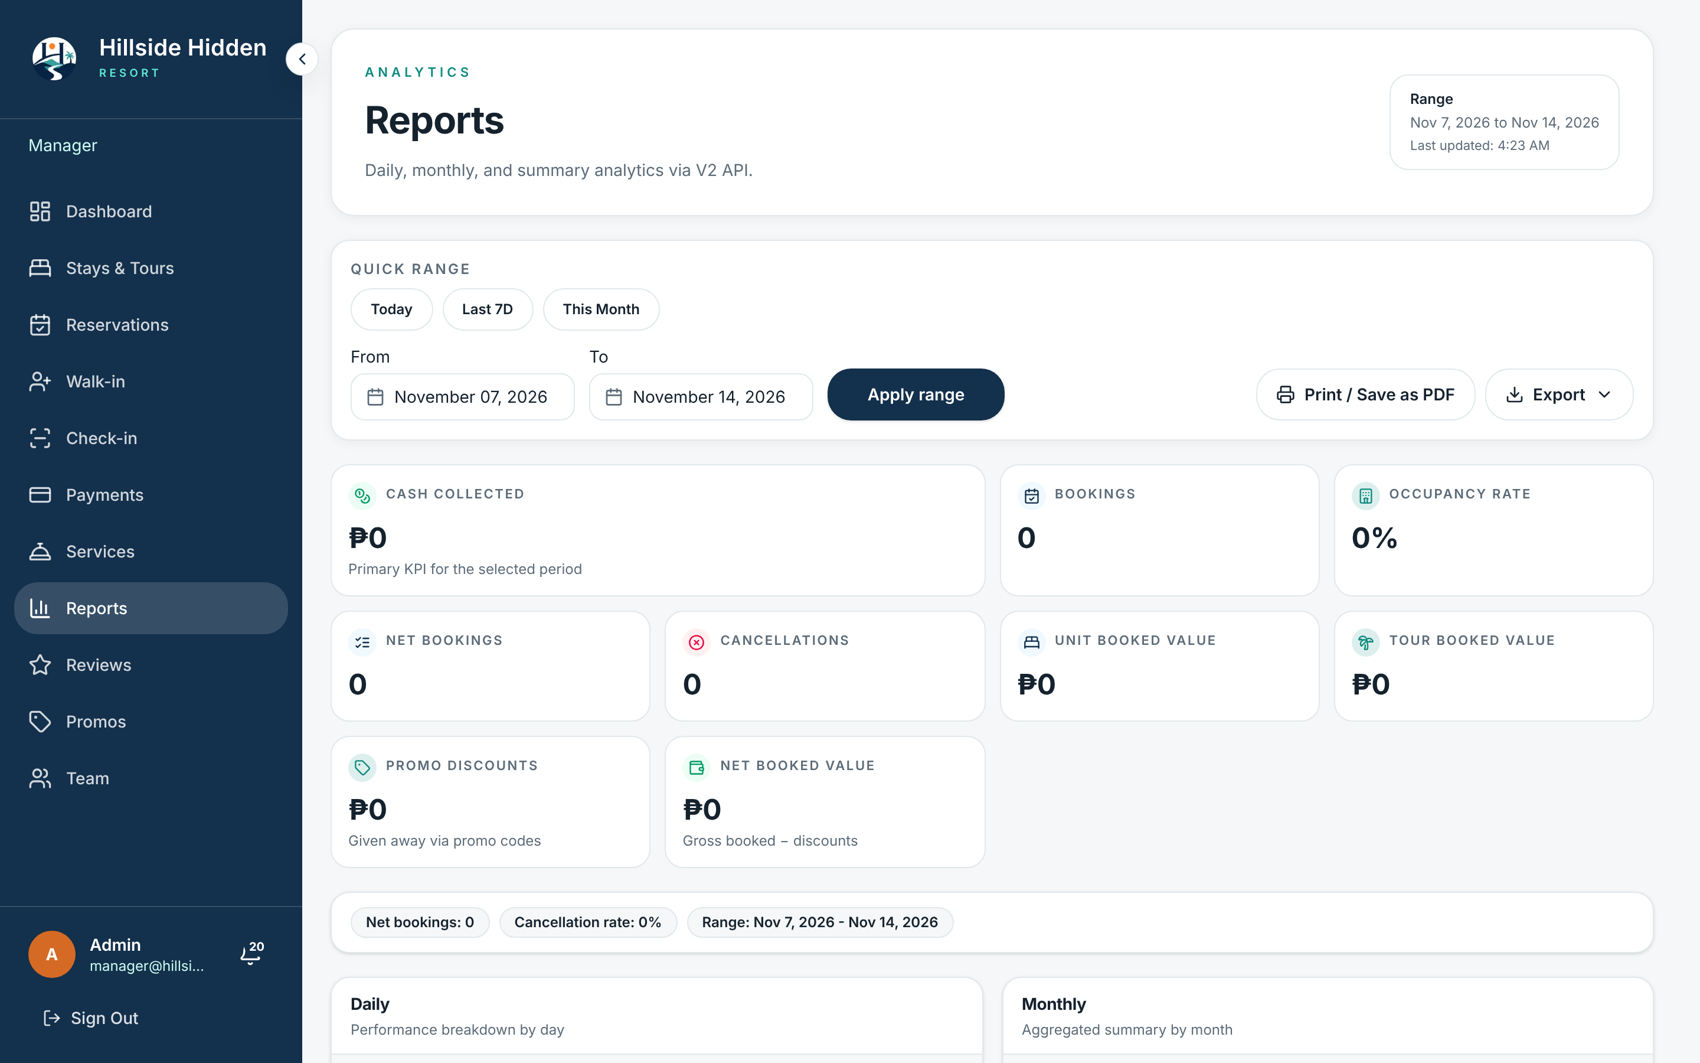 Hillside Hidden
RESORT
Manager
Dashboard
Stays & Tours
Reservations
Walk-in
Check-in
Payments
Services
Reports
Reviews
Promos
Team
A
Admin
manager@hillsi...
20
Sign Out
ANALYTICS
Reports
Daily, monthly, and summary analytics via V2 API.
Range
Nov 7, 2026 to Nov 14, 2026
Last updated: 4:23 AM
QUICK RANGE
Today
Last 7D
This Month
From
To
November 07, 2026
November 14, 2026
Apply range
Print / Save as PDF
Export
CASH COLLECTED
₱0
Primary KPI for the selected period
BOOKINGS
0
OCCUPANCY RATE
0%
NET BOOKINGS
0
CANCELLATIONS
0
UNIT BOOKED VALUE
₱0
TOUR BOOKED VALUE
₱0
PROMO DISCOUNTS
₱0
Given away via promo codes
NET BOOKED VALUE
₱0
Gross booked − discounts
Net bookings: 0
Cancellation rate: 0%
Range: Nov 7, 2026 - Nov 14, 2026
Daily
Performance breakdown by day
Monthly
Aggregated summary by month